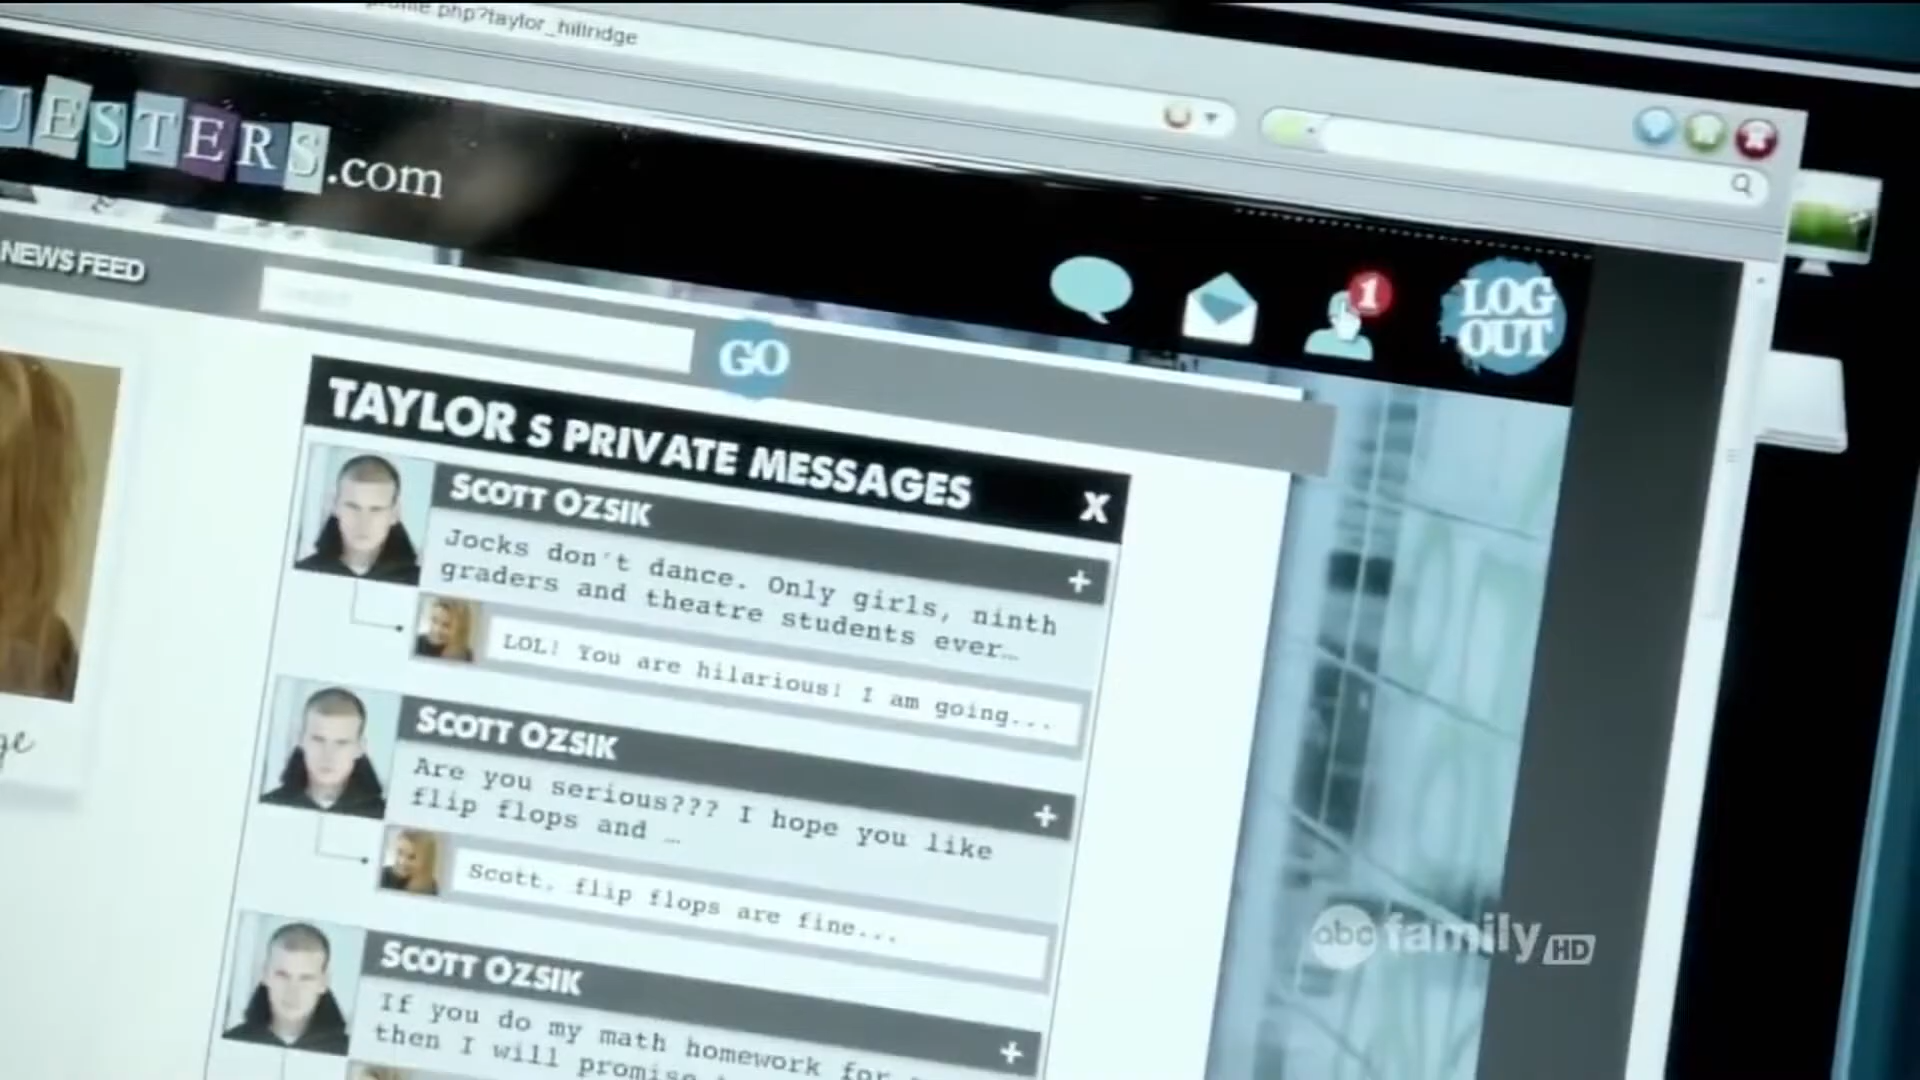 profile.php?taylor_hillridge
UESTERS.com
NEWS FEED
GO
1
LOG
OUT
TAYLOR S PRIVATE MESSAGES
X
SCOTT OZSIK
+
Jocks don't dance. Only girls, ninth
graders and theatre students ever…
LOL! You are hilarious! I am going...
SCOTT OZSIK
+
Are you serious??? I hope you like
flip flops and …
Scott, flip flops are fine...
SCOTT OZSIK
+
If you do my math homework for
then I will promise
abc family HD